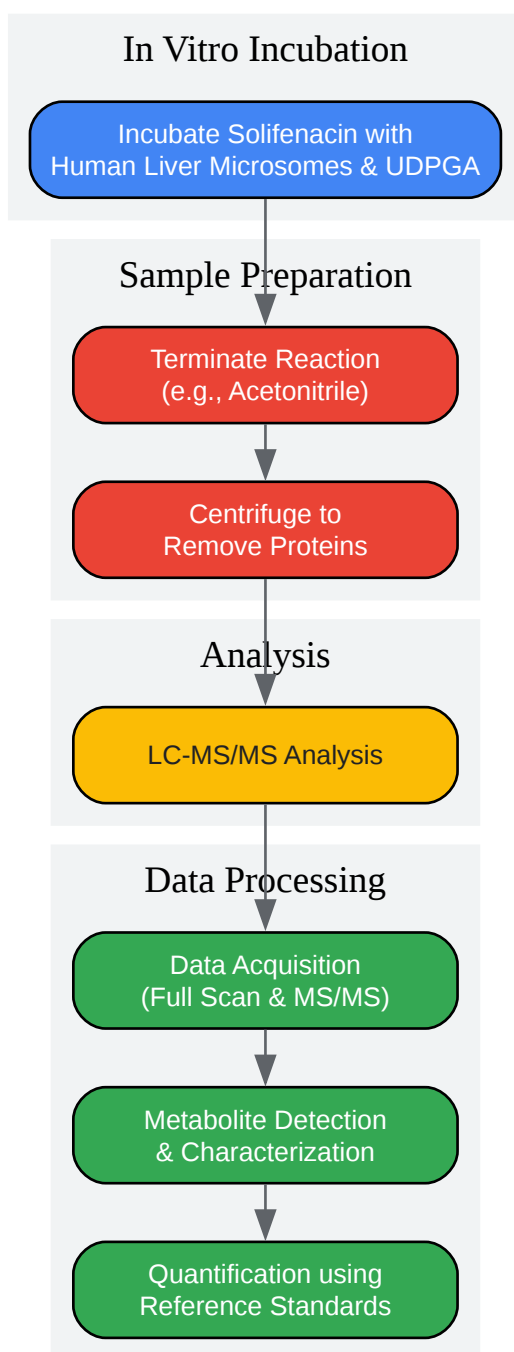 In Vitro Incubation
Incubate Solifenacin with
Human Liver Microsomes & UDPGA
Sample Preparation
Terminate Reaction
(e.g., Acetonitrile)
Centrifuge to
Remove Proteins
Analysis
LC-MS/MS Analysis
Data Processing
Data Acquisition
(Full Scan & MS/MS)
Metabolite Detection
& Characterization
Quantification using
Reference Standards